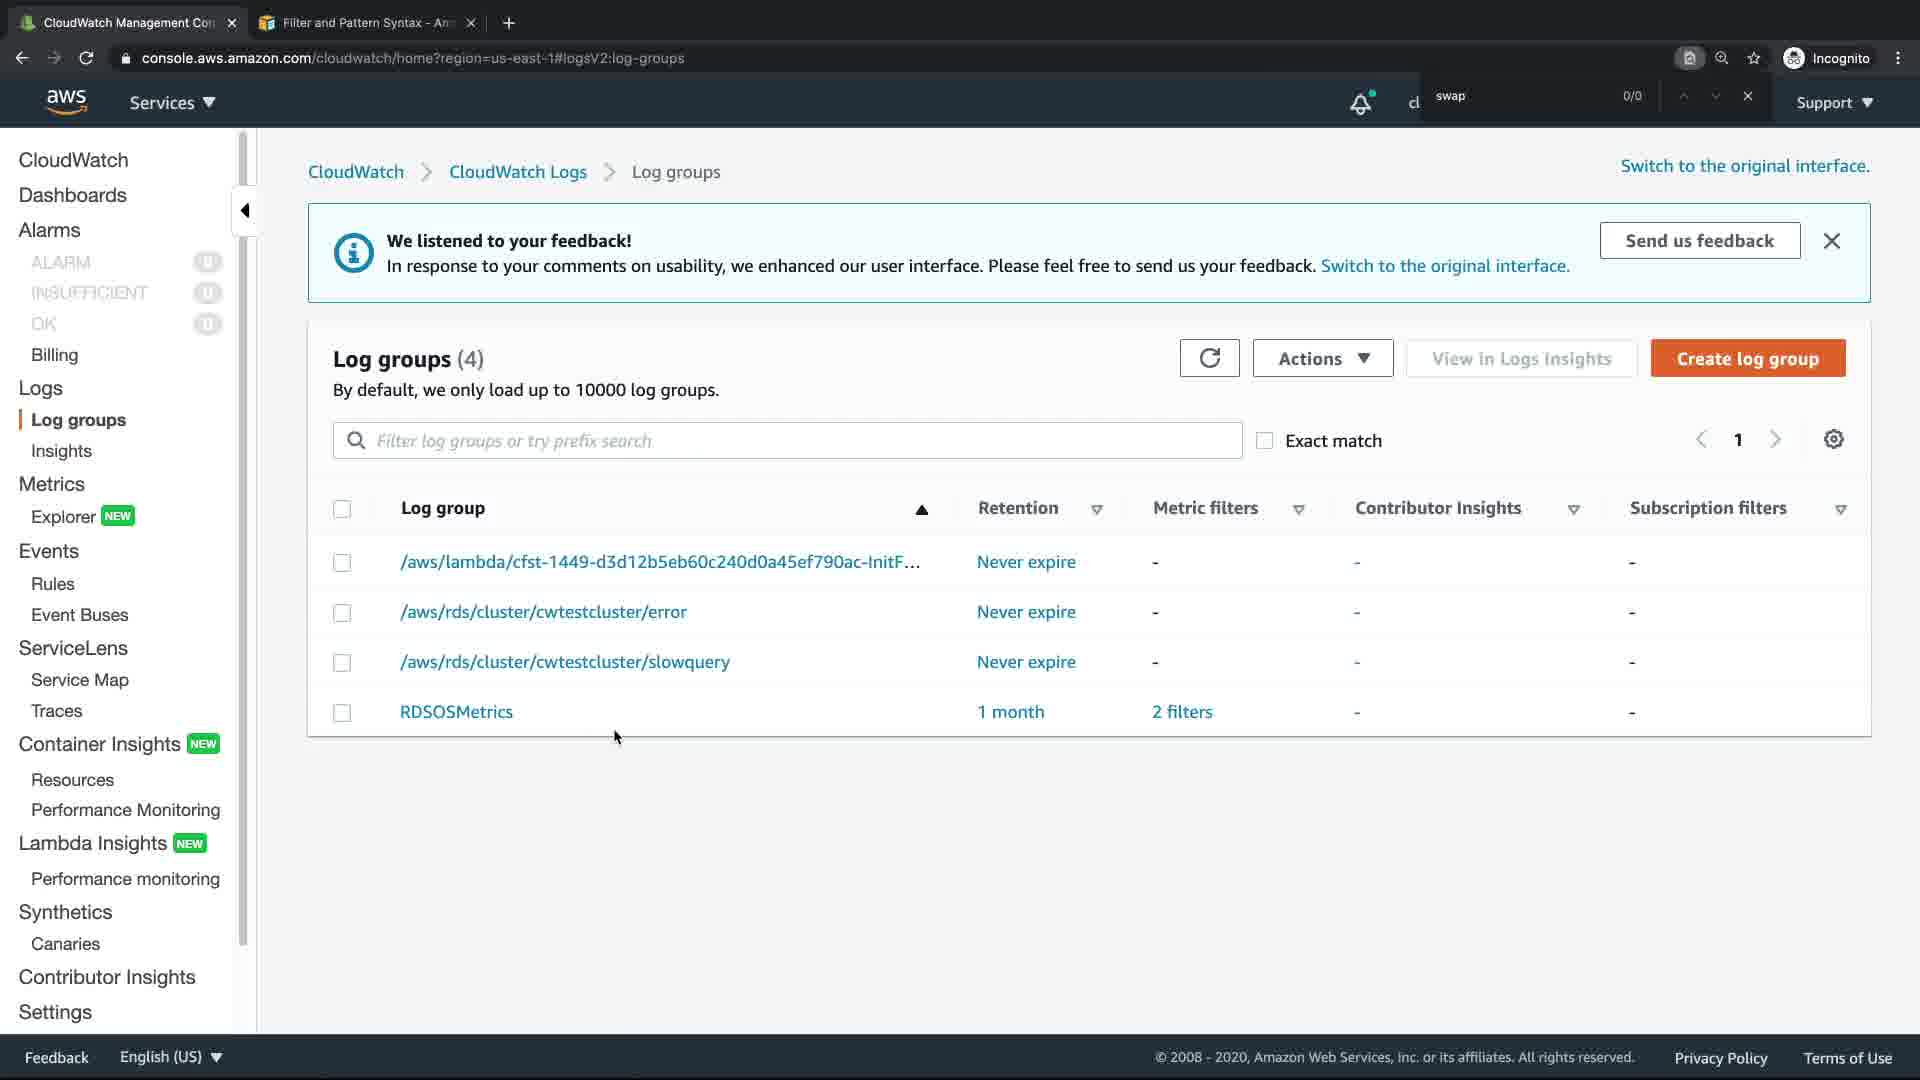 CloudWatch Management Con
Filter and Pattern Syntax - Am
console.aws.amazon.com/cloudwatch/home?region=us-east-1#logsV2:log-groups
Incognito
aws
Services
cl
swap
0/0
Support
CloudWatch
Dashboards
Alarms
ALARM 0
INSUFFICIENT 0
OK 0
Billing
Logs
Log groups
Insights
Metrics
Explorer NEW
Events
Rules
Event Buses
ServiceLens
Service Map
Traces
Container Insights NEW
Resources
Performance Monitoring
Lambda Insights NEW
Performance monitoring
Synthetics
Canaries
Contributor Insights
Settings
CloudWatch > CloudWatch Logs > Log groups
Switch to the original interface.
We listened to your feedback!
In response to your comments on usability, we enhanced our user interface. Please feel free to send us your feedback. Switch to the original interface.
Send us feedback
Log groups (4)
By default, we only load up to 10000 log groups.
Actions
View in Logs Insights
Create log group
Filter log groups or try prefix search
Exact match
1
Log group Retention Metric filters Contributor Insights Subscription filters
/aws/lambda/cfst-1449-d3d12b5eb60c240d0a45ef790ac-InitF... Never expire - - -
/aws/rds/cluster/cwtestcluster/error Never expire - - -
/aws/rds/cluster/cwtestcluster/slowquery Never expire - - -
RDSOSMetrics 1 month 2 filters - -
Feedback
English (US)
© 2008 - 2020, Amazon Web Services, Inc. or its affiliates. All rights reserved.
Privacy Policy
Terms of Use